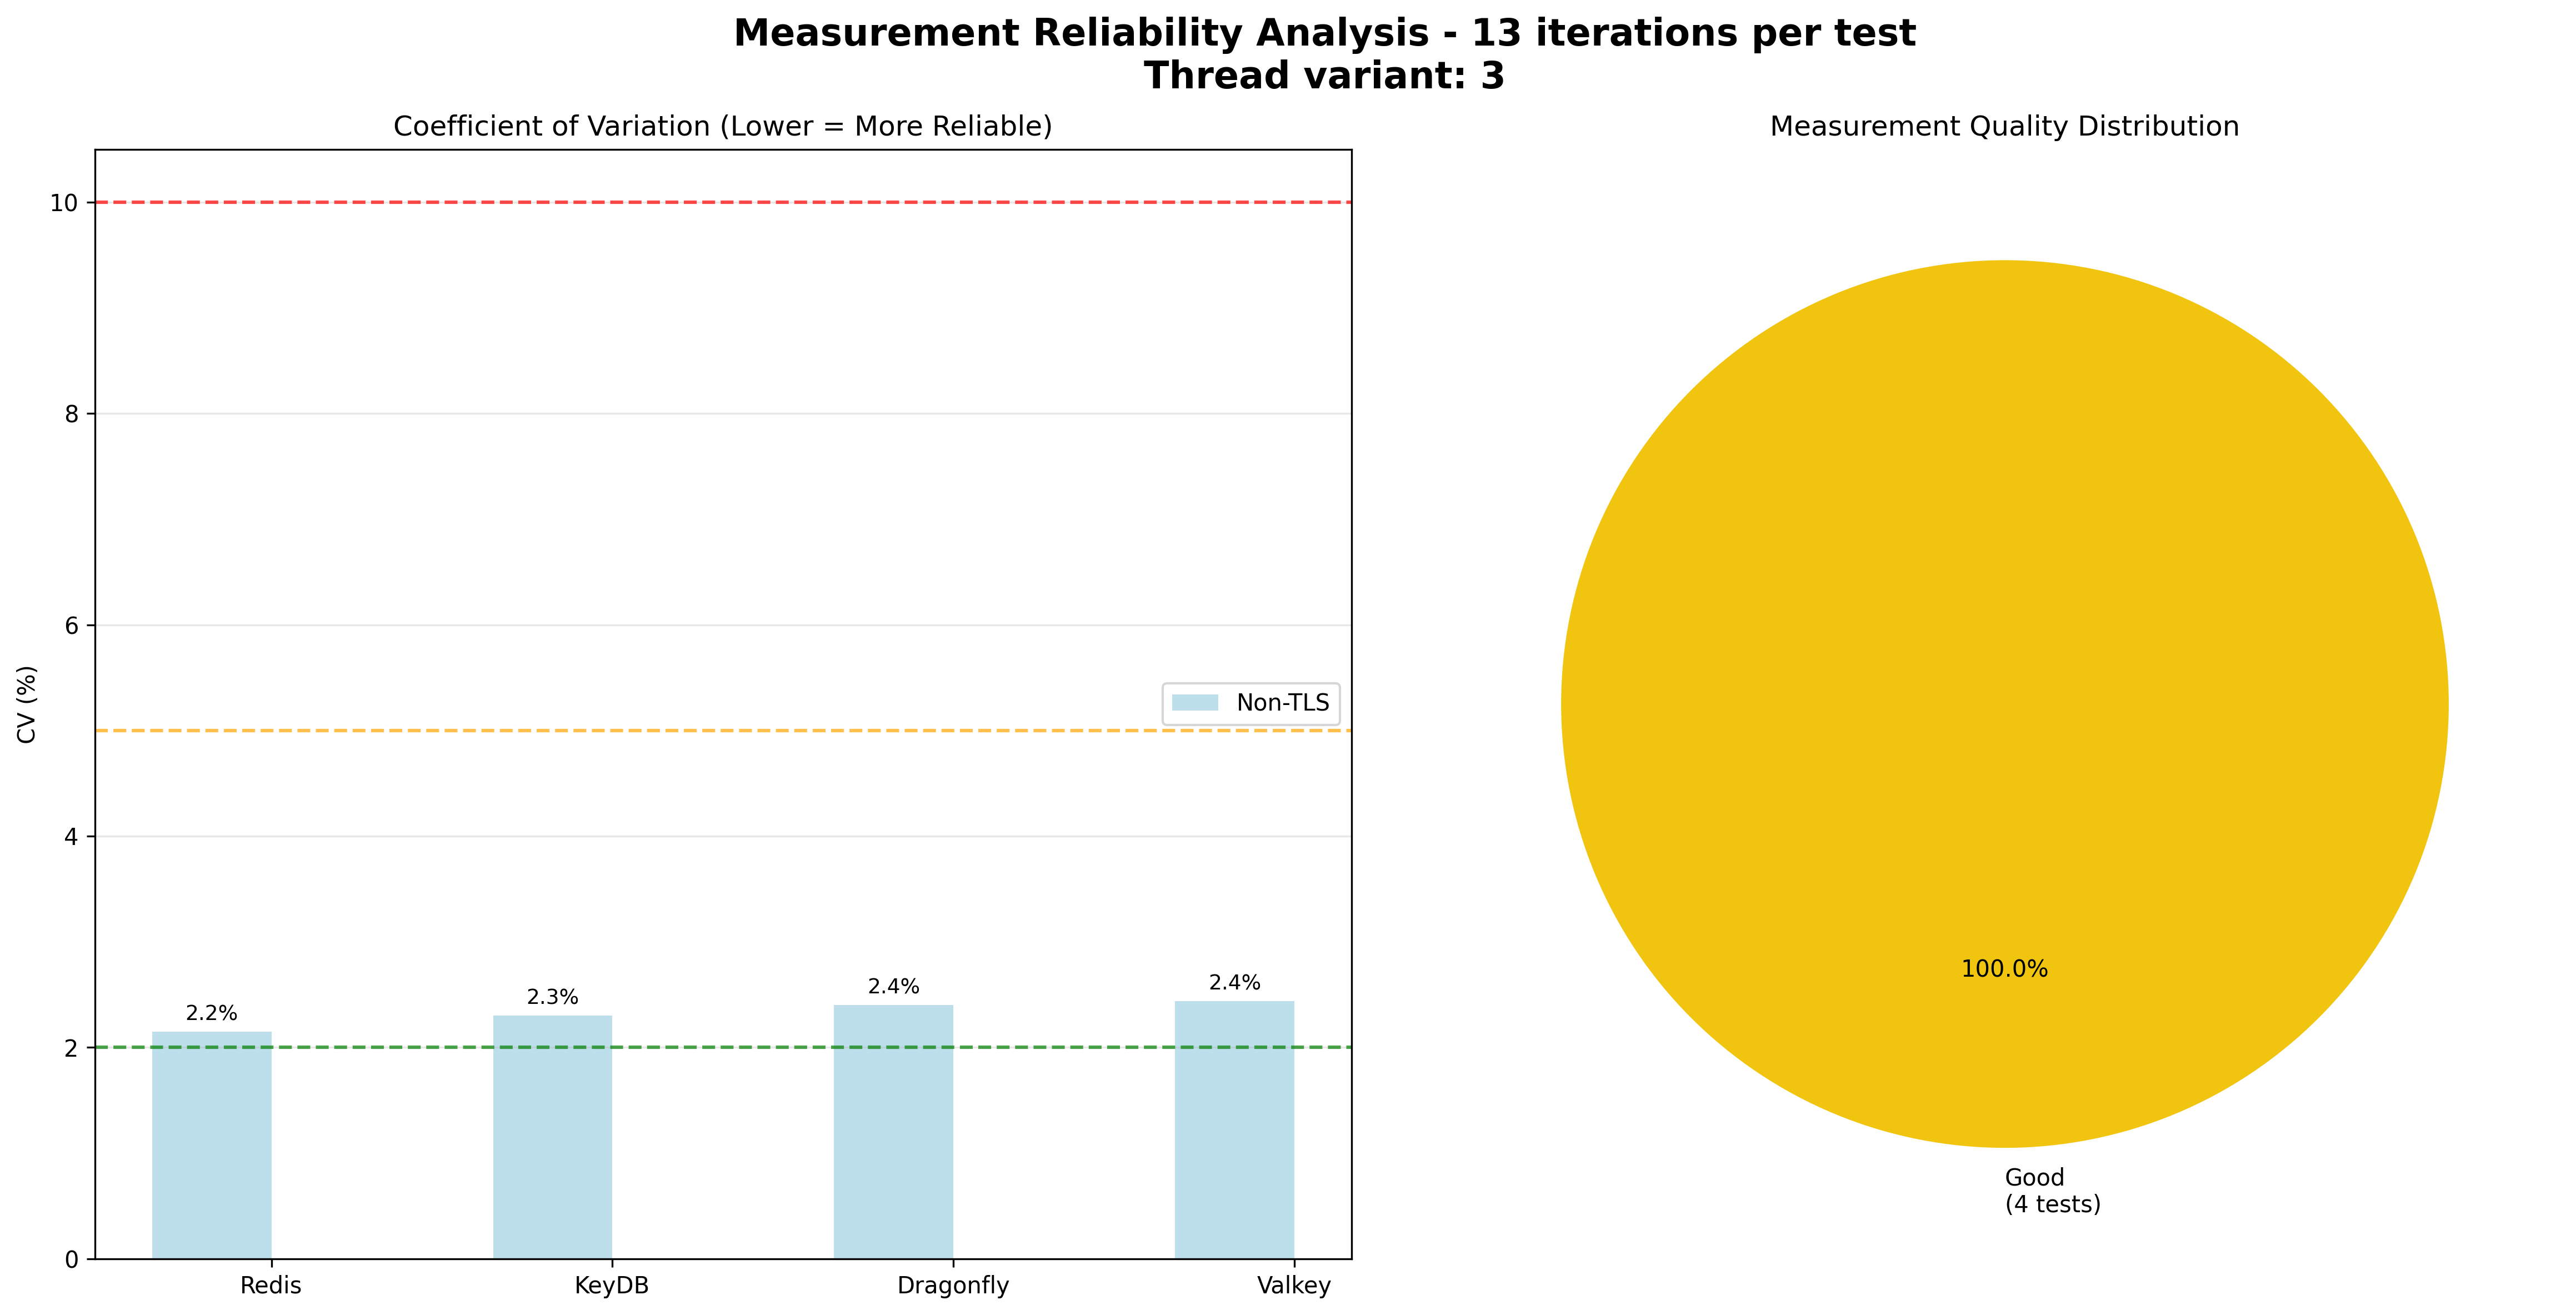 Measurement Reliability Analysis - 13 iterations per test
Thread variant: 3
Coefficient of Variation (Lower = More Reliable)
CV (%)
10
8
6
4
2
0
Non-TLS
2.2%
2.3%
2.4%
2.4%
Redis
KeyDB
Dragonfly
Valkey
Measurement Quality Distribution
100.0%
Good
(4 tests)